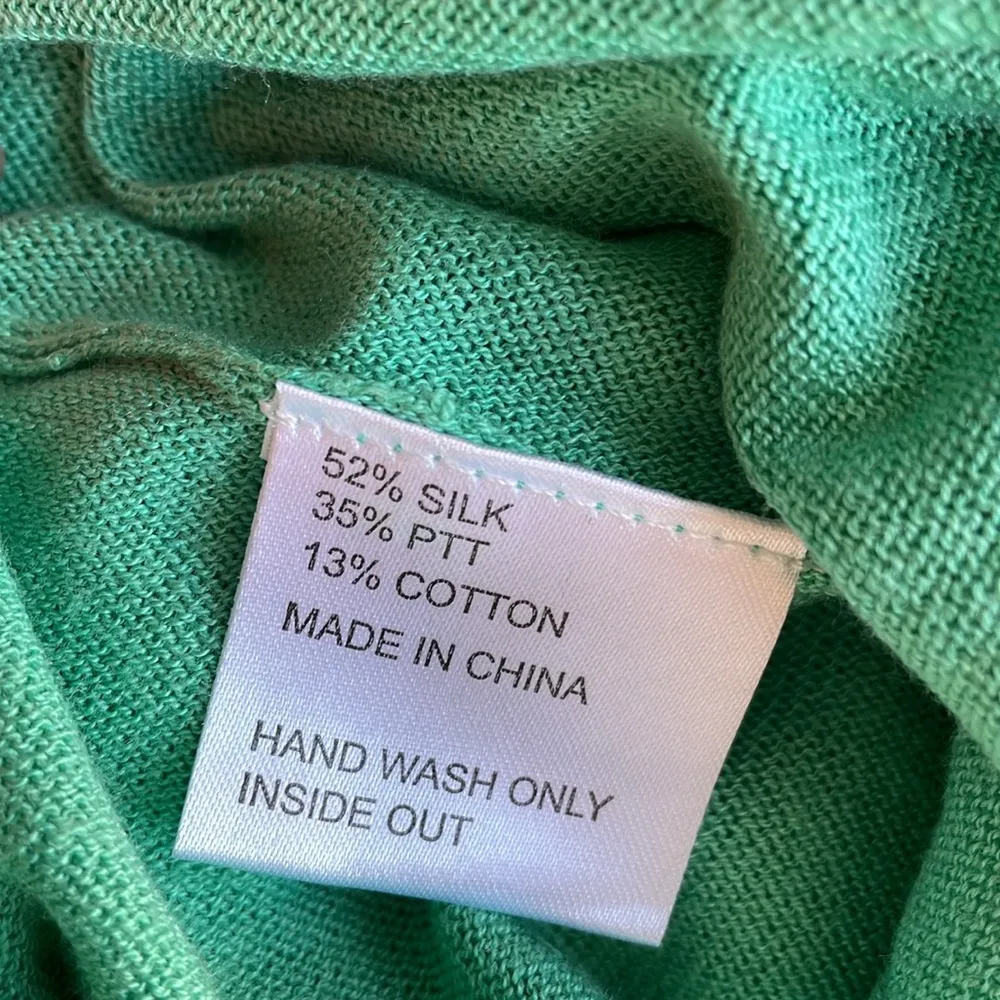 52% SILK
35% PTT
13% COTTON
MADE IN CHINA
HAND WASH ONLY
INSIDE OUT